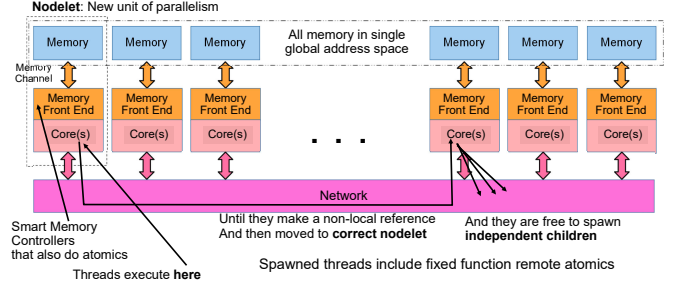 Nodelet: New unit of parallelism
Memory
Memory
Memory
All memory in single
global address space
Memory
Memory
Memory
Memory
Channel
Memory
Front End
Memory
Front End
Memory
Front End
Memory
Front End
Memory
Front End
Memory
Front End
Core(s)
Core(s)
Core(s)
. . .
Core(s)
Core(s)
Core(s)
Network
Smart Memory
Controllers
that also do atomics
Until they make a non-local reference
And then moved to correct nodelet
And they are free to spawn
independent children
Threads execute here
Spawned threads include fixed function remote atomics